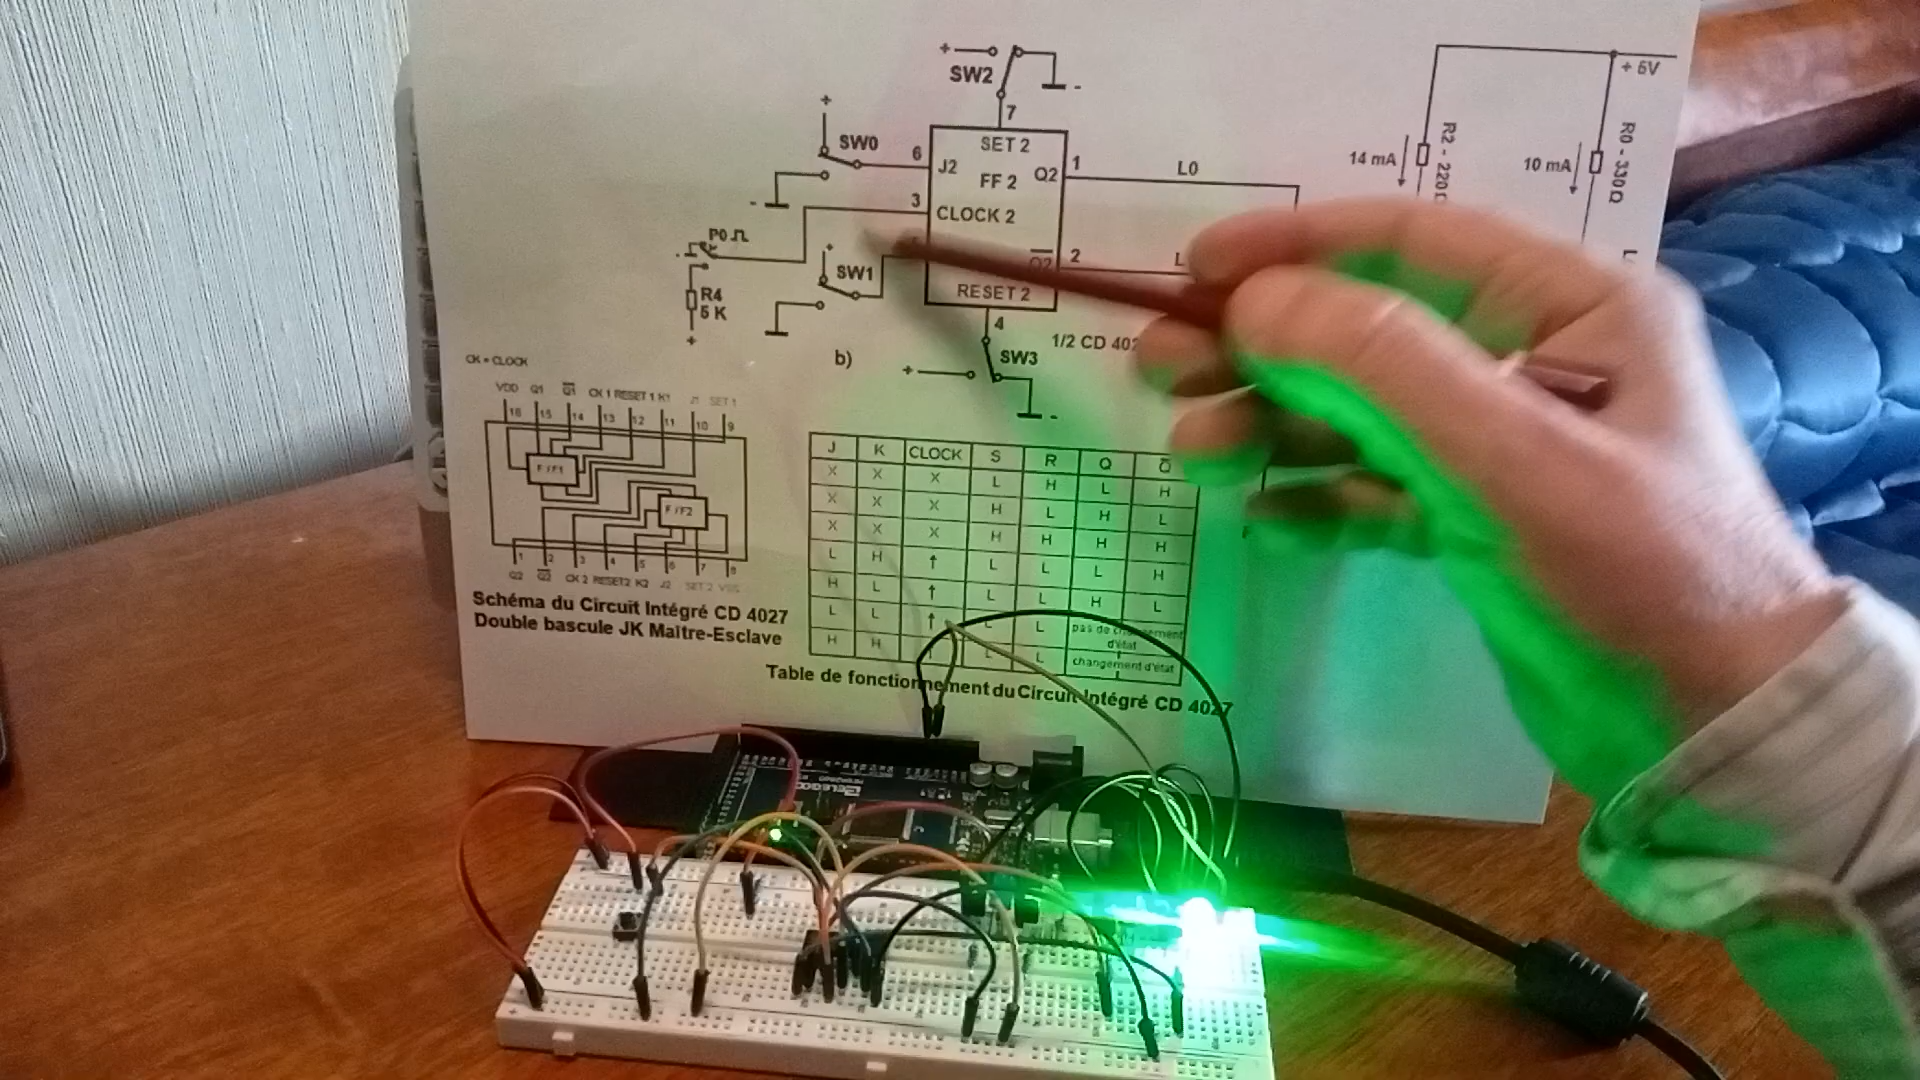 + SW2 -
+ 5V
7
+
SW0
6
J2
SET 2
FF 2
Q2
1
L0
14 mA
R2 - 220
10 mA
R0 - 330 Ω
-
3
CLOCK 2
P0
-
+
SW1
Q2
2
L
R4
5 K
+
RESET 2
4
1/2 CD 402
b)
SW3
+
-
CK = CLOCK
VDD Q1 Q1 CK 1 RESET 1 K1 J1 SET 1
16 15 14 13 12 11 10 9
F/F1
F/F2
1 2 3 4 5 6 7 8
Q2 Q2 CK 2 RESET2 K2 J2 SET 2 VSS
Schéma du Circuit Intégré CD 4027
Double bascule JK Maître-Esclave
J K CLOCK S R Q Q
X X X L H L H
X X X H L H L
X X X H H H H
L H ↑ L L L H
H L ↑ L L H L
L L ↑ L L pas de changement d'état
H H ↑ L L changement d'état
Table de fonctionnement du Circuit Intégré CD 4027
ELEGOO